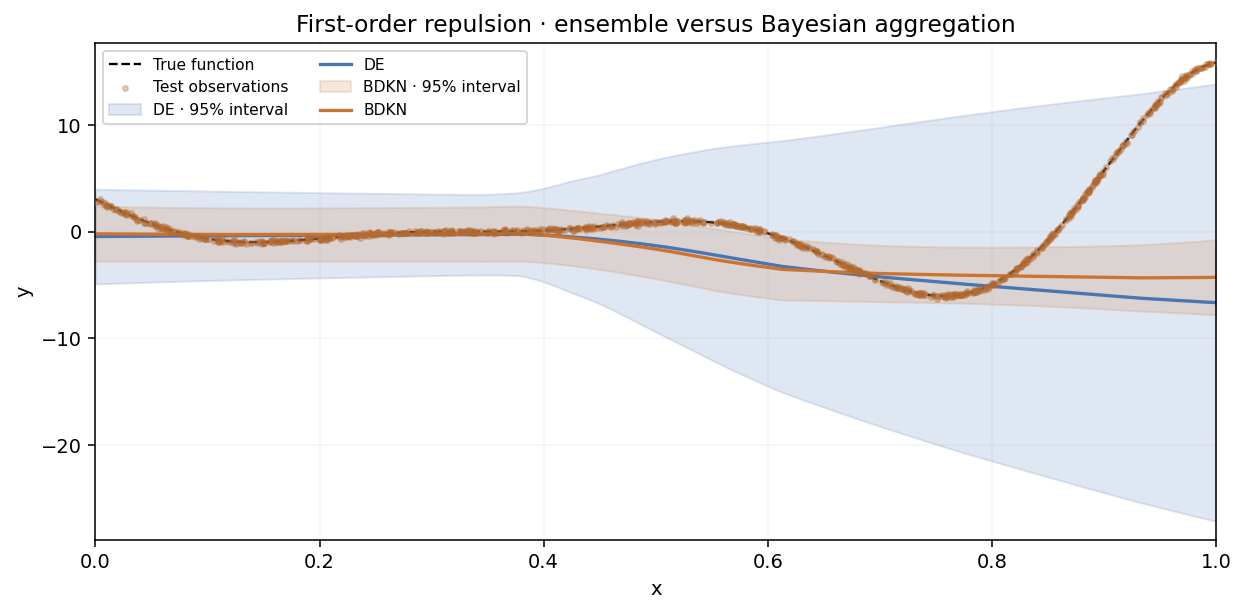 First-order repulsion · ensemble versus Bayesian aggregation
True function
Test observations
DE · 95% interval
DE
BDKN · 95% interval
BDKN
10
0
−10
−20
y
0.0 0.2 0.4 0.6 0.8 1.0
x